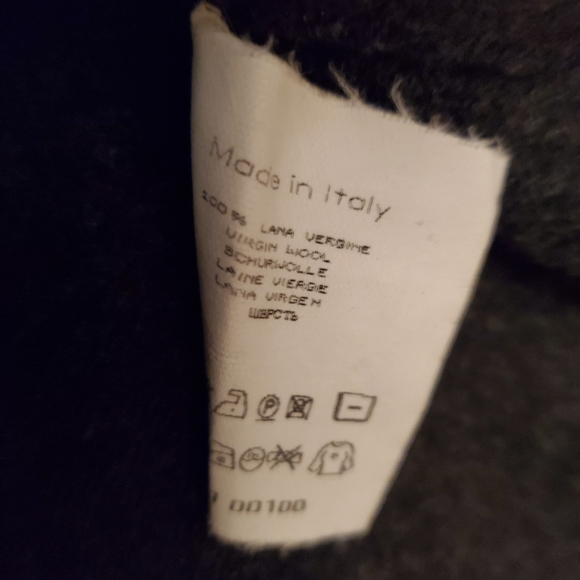 Made in Italy
100% LANA VERGINE
VIRGIN WOOL
SCHURWOLLE
LAINE VIERGE
LANA VIRGEN
ШЕРСТЬ
P
00100